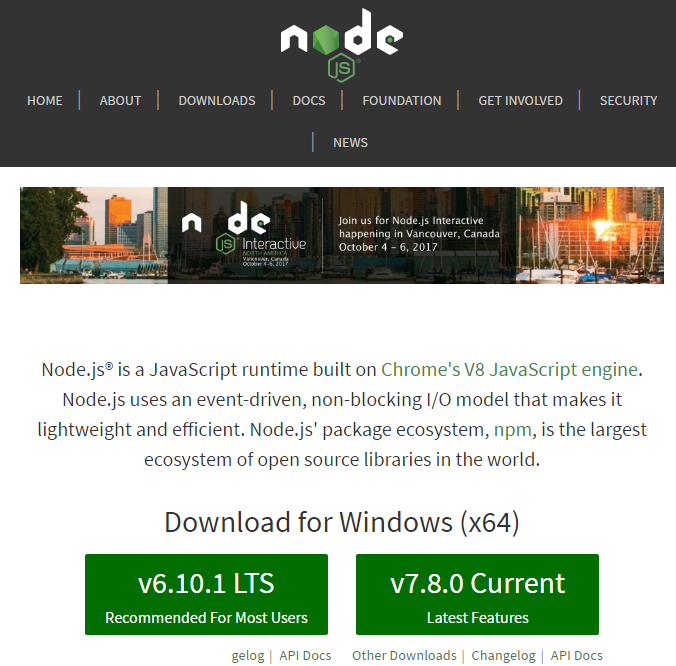 node
JS
HOME | ABOUT | DOWNLOADS | DOCS | FOUNDATION | GET INVOLVED | SECURITY
| NEWS
n de
JS Interactive
NORTH AMERICA
Vancouver, Canada
October 4-6, 2017
Join us for Node.js Interactive
happening in Vancouver, Canada
October 4 – 6, 2017
Node.js® is a JavaScript runtime built on Chrome's V8 JavaScript engine.
Node.js uses an event-driven, non-blocking I/O model that makes it
lightweight and efficient. Node.js' package ecosystem, npm, is the largest
ecosystem of open source libraries in the world.
Download for Windows (x64)
v6.10.1 LTS
Recommended For Most Users
v7.8.0 Current
Latest Features
gelog | API Docs
Other Downloads | Changelog | API Docs